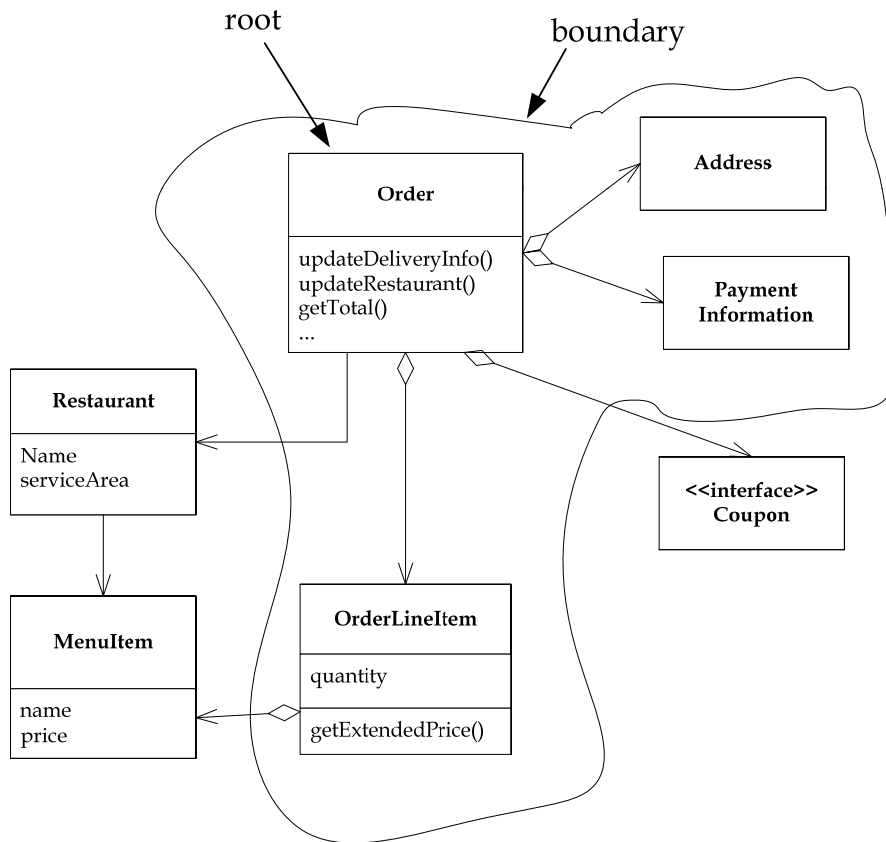 root
boundary
Order
updateDeliveryInfo()
updateRestaurant()
getTotal()
...
Address
Payment
Information
Restaurant
Name
serviceArea
<<interface>>
Coupon
MenuItem
name
price
OrderLineItem
quantity
getExtendedPrice()